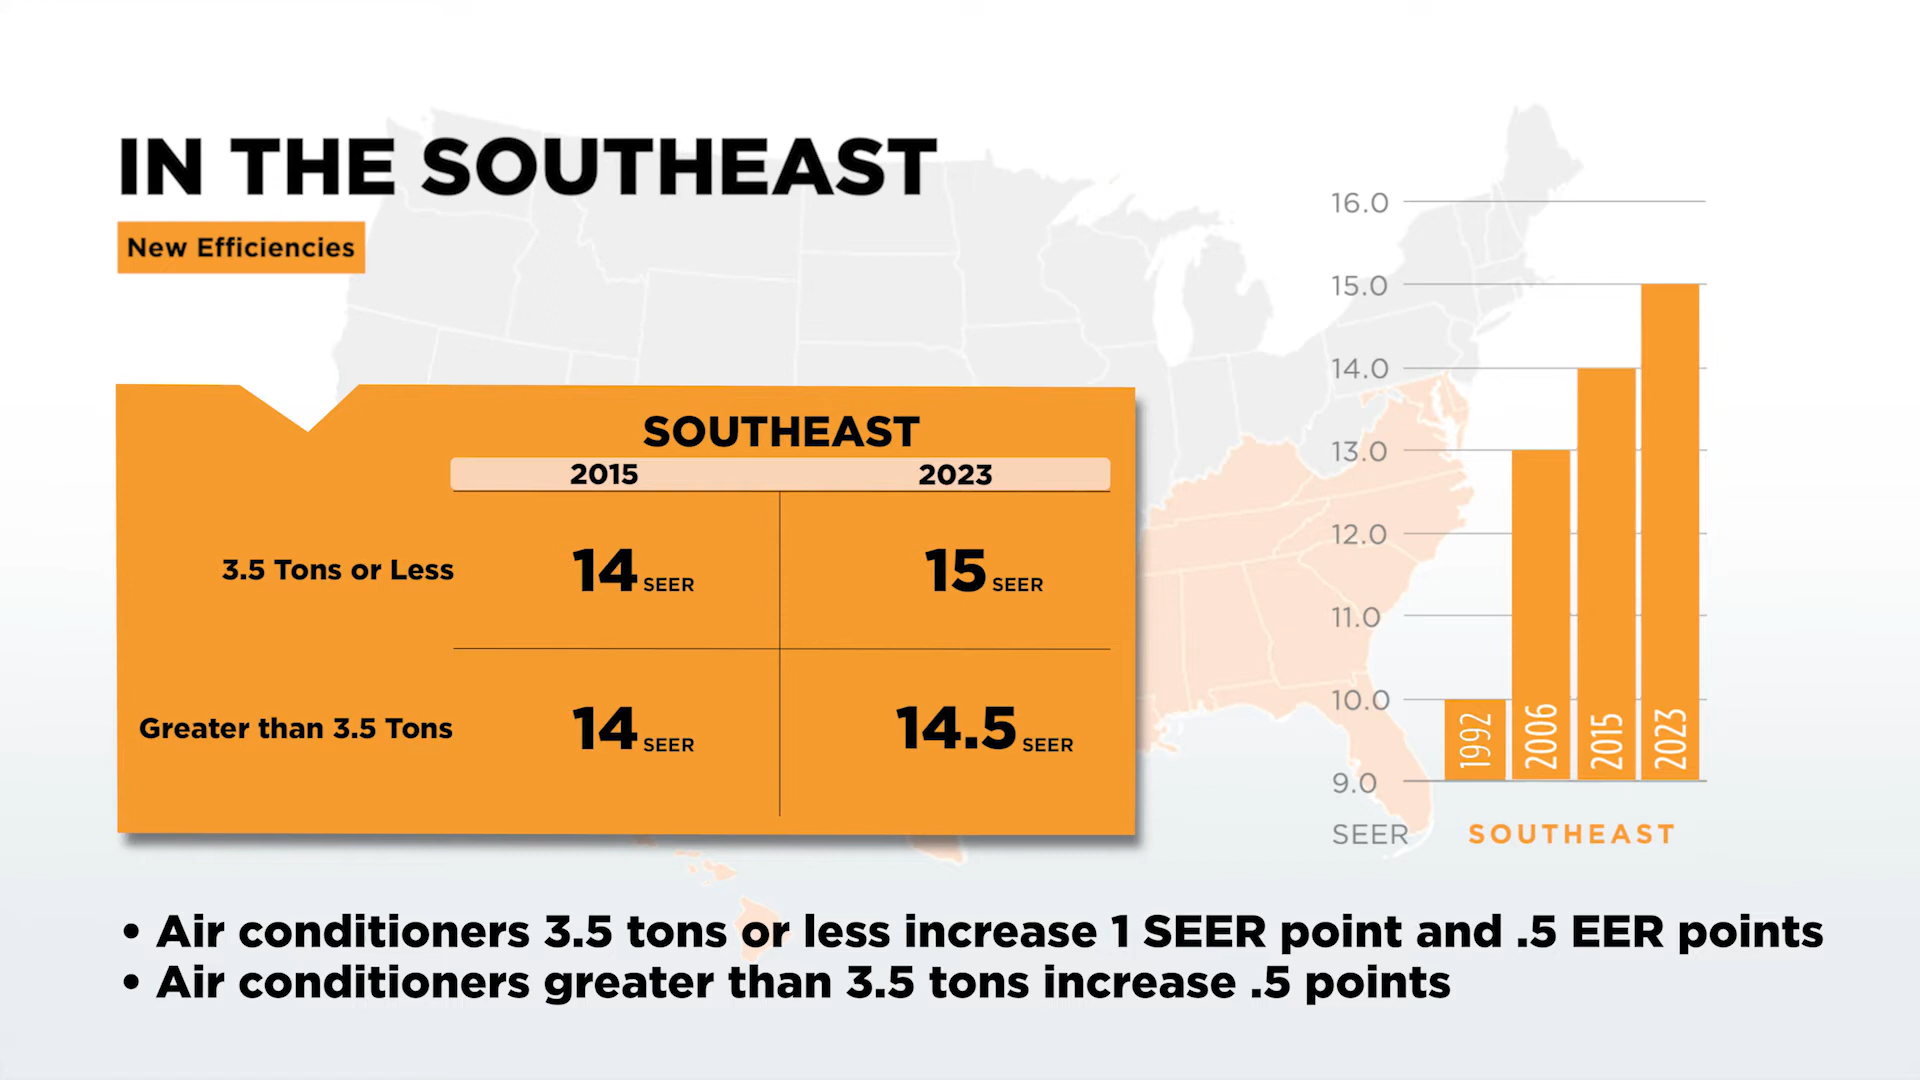 IN THE SOUTHEAST
New Efficiencies
SOUTHEAST
2015 2023
3.5 Tons or Less 14 SEER 15 SEER
Greater than 3.5 Tons 14 SEER 14.5 SEER
16.0
15.0
14.0
13.0
12.0
11.0
10.0
9.0
1992 2006 2015 2023
SEER SOUTHEAST
• Air conditioners 3.5 tons or less increase 1 SEER point and .5 EER points
• Air conditioners greater than 3.5 tons increase .5 points